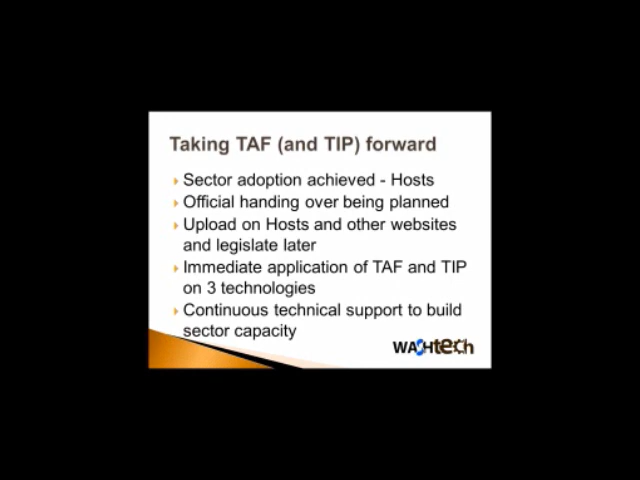 Taking TAF (and TIP) forward
Sector adoption achieved - Hosts
Official handing over being planned
Upload on Hosts and other websites
and legislate later
Immediate application of TAF and TIP
on 3 technologies
Continuous technical support to build
sector capacity
WASHtech